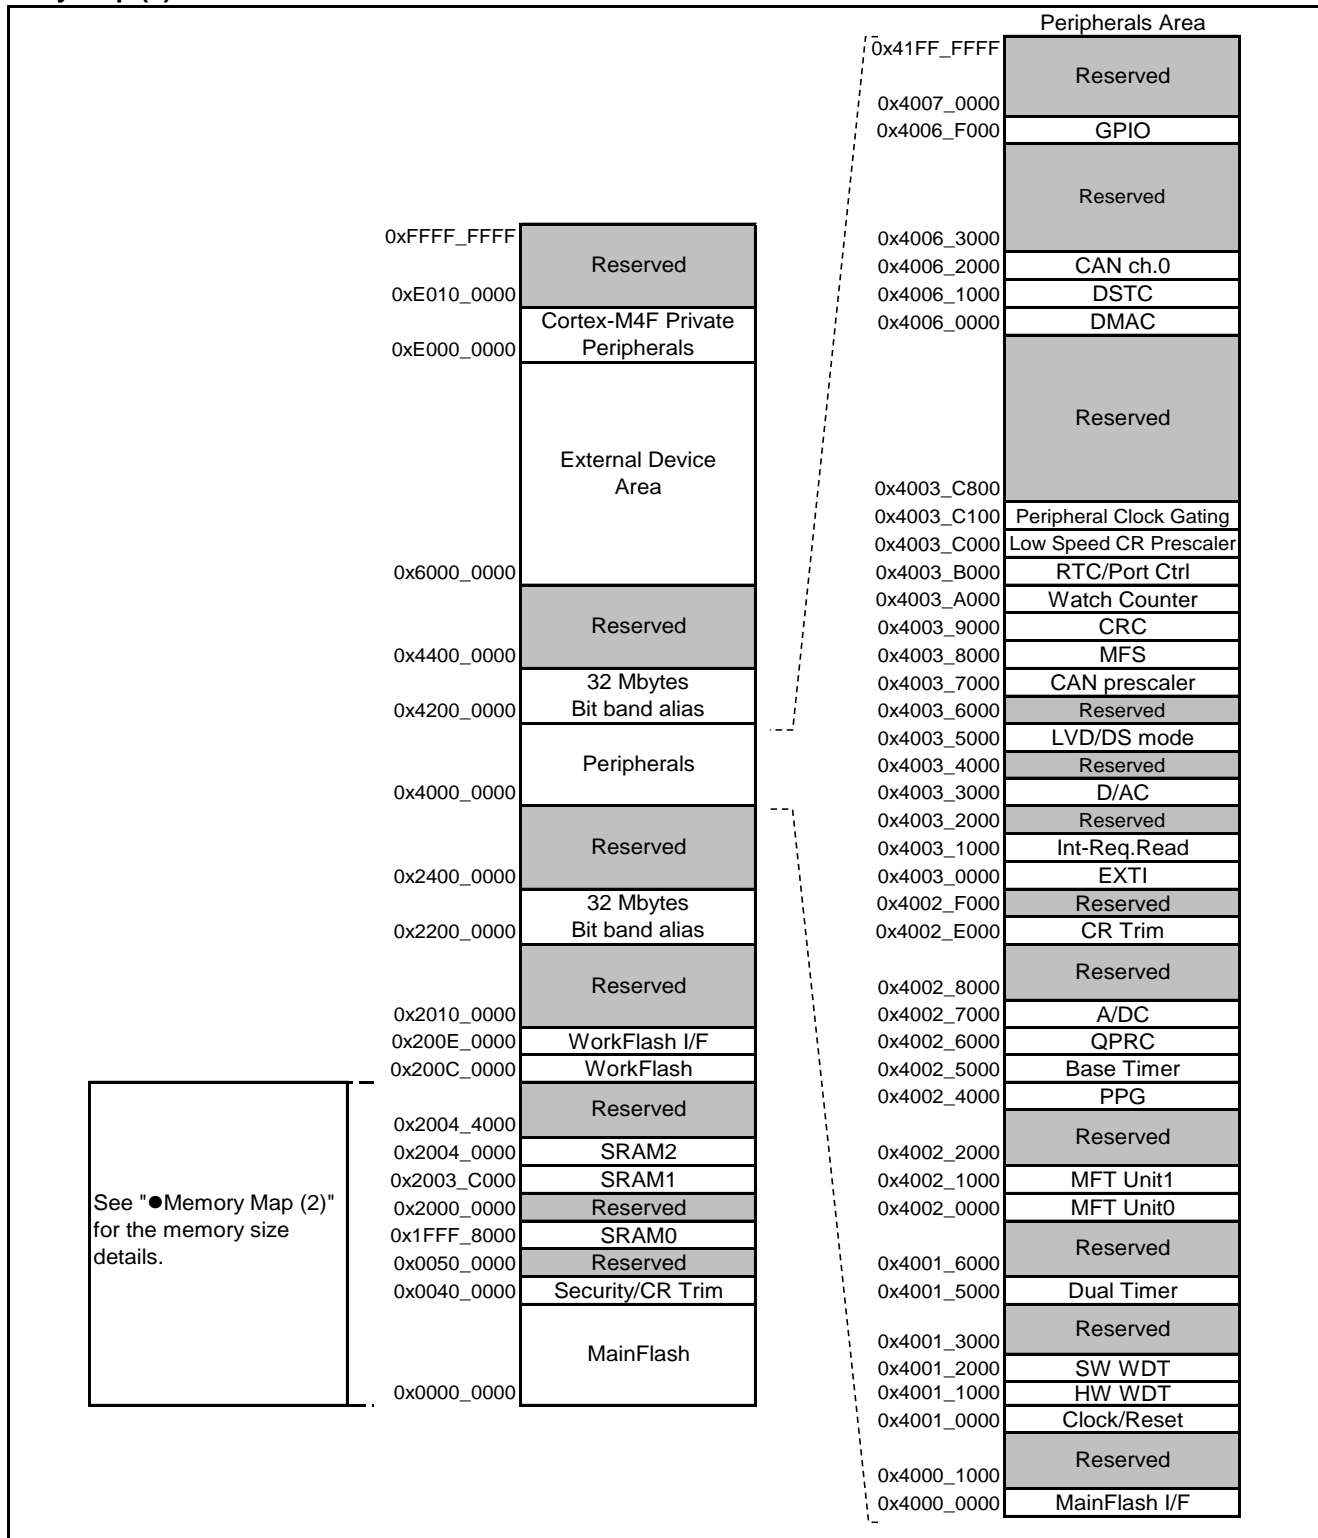 Peripherals Area
0x41FF_FFFF
Reserved
0x4007_0000
0x4006_F000 GPIO
Reserved
0x4006_3000
0x4006_2000 CAN ch.0
0x4006_1000 DSTC
0x4006_0000 DMAC
Reserved
0x4003_C800
0x4003_C100 Peripheral Clock Gating
0x4003_C000 Low Speed CR Prescaler
0x4003_B000 RTC/Port Ctrl
0x4003_A000 Watch Counter
0x4003_9000 CRC
0x4003_8000 MFS
0x4003_7000 CAN prescaler
0x4003_6000 Reserved
0x4003_5000 LVD/DS mode
0x4003_4000 Reserved
0x4003_3000 D/AC
0x4003_2000 Reserved
0x4003_1000 Int-Req.Read
0x4003_0000 EXTI
0x4002_F000 Reserved
0x4002_E000 CR Trim
Reserved
0x4002_8000
0x4002_7000 A/DC
0x4002_6000 QPRC
0x4002_5000 Base Timer
0x4002_4000 PPG
Reserved
0x4002_2000
0x4002_1000 MFT Unit1
0x4002_0000 MFT Unit0
Reserved
0x4001_6000
0x4001_5000 Dual Timer
Reserved
0x4001_3000
0x4001_2000 SW WDT
0x4001_1000 HW WDT
0x4001_0000 Clock/Reset
Reserved
0x4000_1000
0x4000_0000 MainFlash I/F
0xFFFF_FFFF
Reserved
0xE010_0000
Cortex-M4F Private
0xE000_0000 Peripherals
External Device
Area
0x6000_0000
Reserved
0x4400_0000
32 Mbytes
0x4200_0000 Bit band alias
Peripherals
0x4000_0000
Reserved
0x2400_0000
32 Mbytes
0x2200_0000 Bit band alias
Reserved
0x2010_0000
0x200E_0000 WorkFlash I/F
0x200C_0000 WorkFlash
Reserved
0x2004_4000
0x2004_0000 SRAM2
0x2003_C000 SRAM1
0x2000_0000 Reserved
0x1FFF_8000 SRAM0
0x0050_0000 Reserved
0x0040_0000 Security/CR Trim
MainFlash
0x0000_0000
See "●Memory Map (2)"
for the memory size
details.